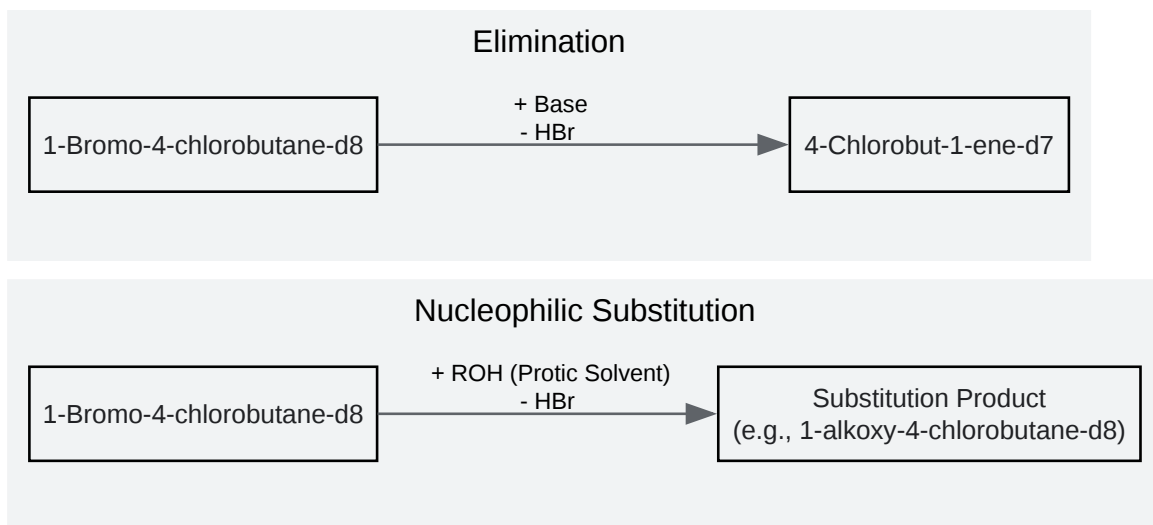 Elimination
+ Base
- HBr
1-Bromo-4-chlorobutane-d8
4-Chlorobut-1-ene-d7
Nucleophilic Substitution
+ ROH (Protic Solvent)
- HBr
1-Bromo-4-chlorobutane-d8
Substitution Product
(e.g., 1-alkoxy-4-chlorobutane-d8)